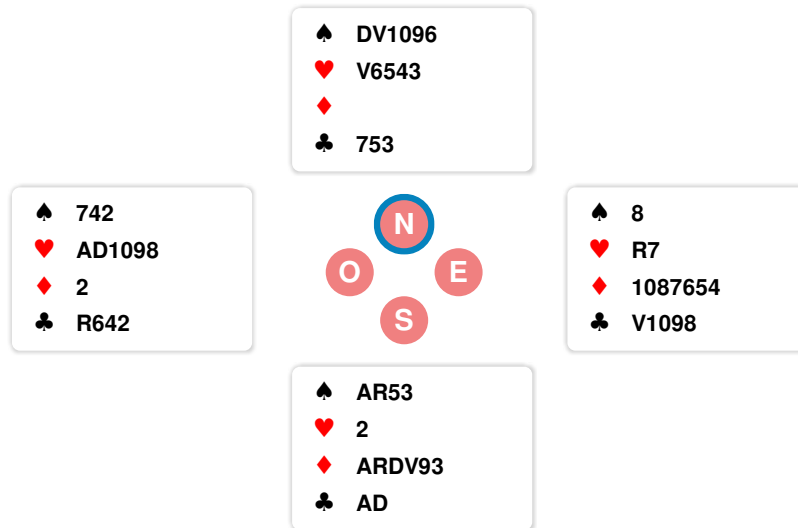 ♠ DV1096
♥ V6543
♦
♣ 753
♠ 742
♥ AD1098
♦ 2
♣ R642
N
O
E
S
♠ 8
♥ R7
♦ 1087654
♣ V1098
♠ AR53
♥ 2
♦ ARDV93
♣ AD